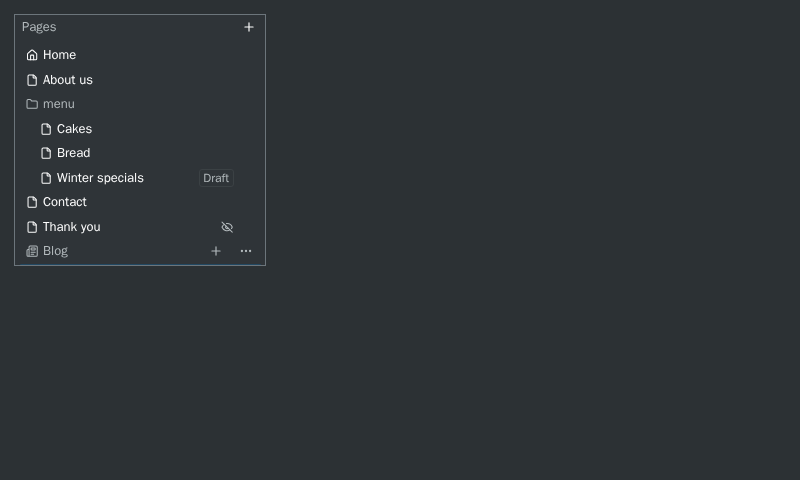 Pages
Home
About us
menu
Cakes
Bread
Winter specials Draft
Contact
Thank you
Blog